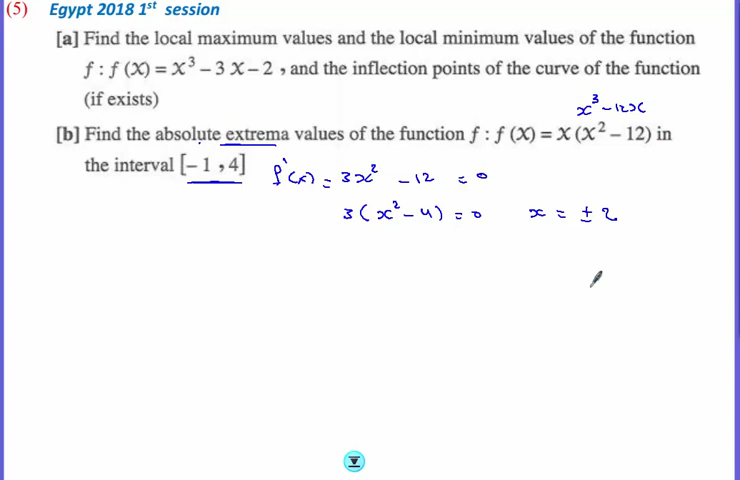 (5) Egypt 2018 1st session
[a] Find the local maximum values and the local minimum values of the function
f : f (X) = X³ – 3 X – 2 , and the inflection points of the curve of the function
(if exists)
x³ – 12x
[b] Find the absolute extrema values of the function f : f (X) = X (X² – 12) in
the interval [– 1 , 4] f'(x) = 3x² – 12 = 0
3 ( x² – 4) = 0 x = ± 2